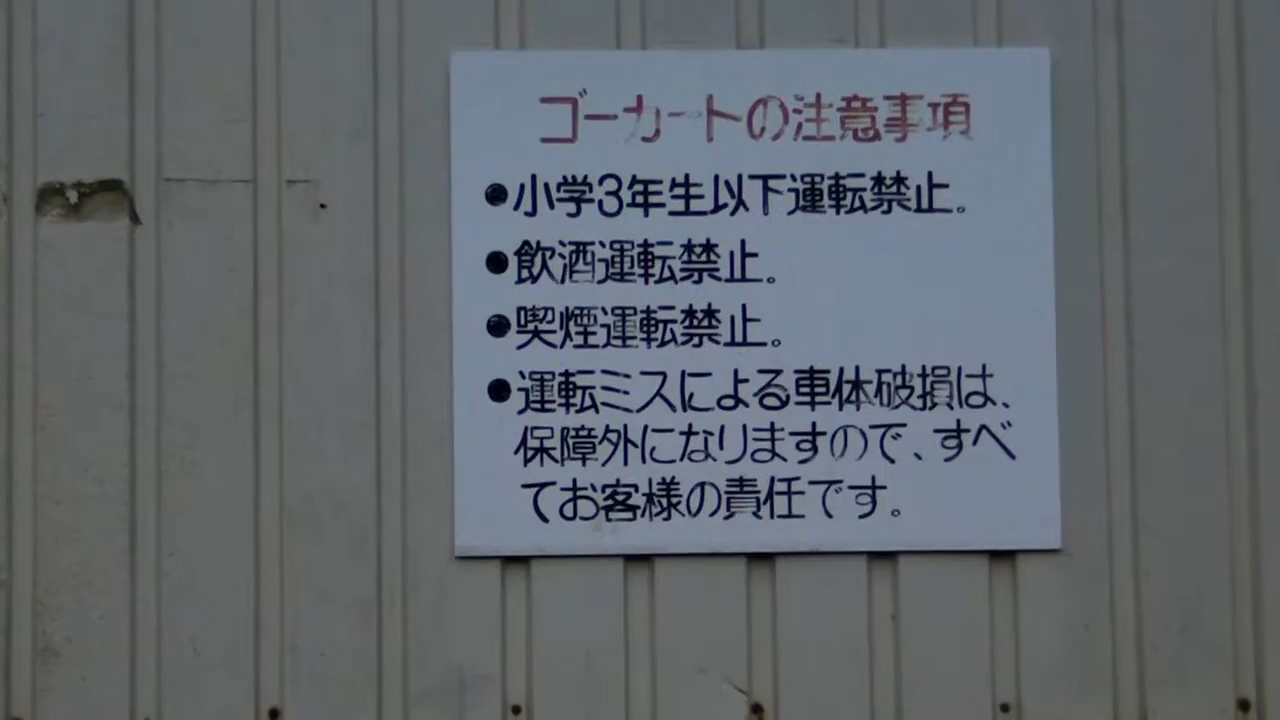 ゴーカートの注意事項
●小学3年生以下運転禁止。
●飲酒運転禁止。
●喫煙運転禁止。
●運転ミスによる車体破損は、
保障外になりますので、すべ
てお客様の責任です。